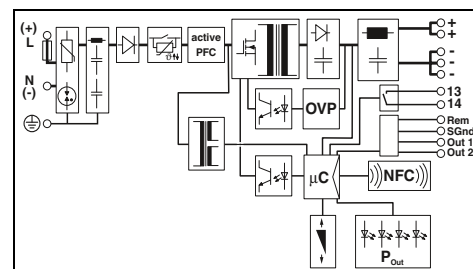 (+)
L
N
(-)
active
PFC
ϑ
OVP
+
+
-
-
-
13
14
Rem
SGnd
Out 1
Out 2
µC
NFC
P Out